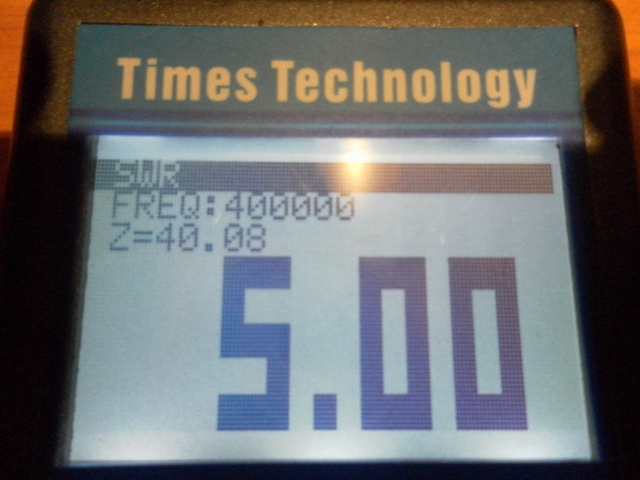 Times Technology
SWR
FREQ:400000
Z=40.08
5.00